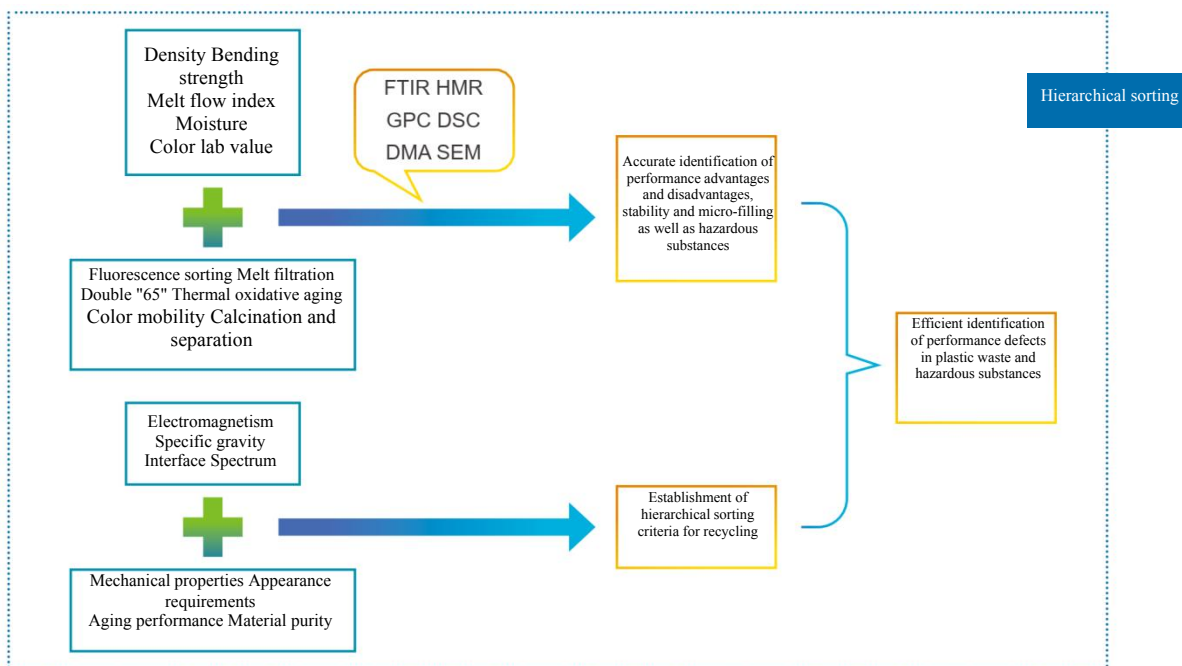 Density Bending
strength
Melt flow index
Moisture
Color lab value
FTIR HMR
GPC DSC
DMA SEM
Hierarchical sorting
Accurate identification of
performance advantages
and disadvantages,
stability and micro-filling
as well as hazardous
substances
Fluorescence sorting Melt filtration
Double "65" Thermal oxidative aging
Color mobility Calcination and
separation
Efficient identification
of performance defects
in plastic waste and
hazardous substances
Electromagnetism
Specific gravity
Interface Spectrum
Establishment of
hierarchical sorting
criteria for recycling
Mechanical properties Appearance
requirements
Aging performance Material purity